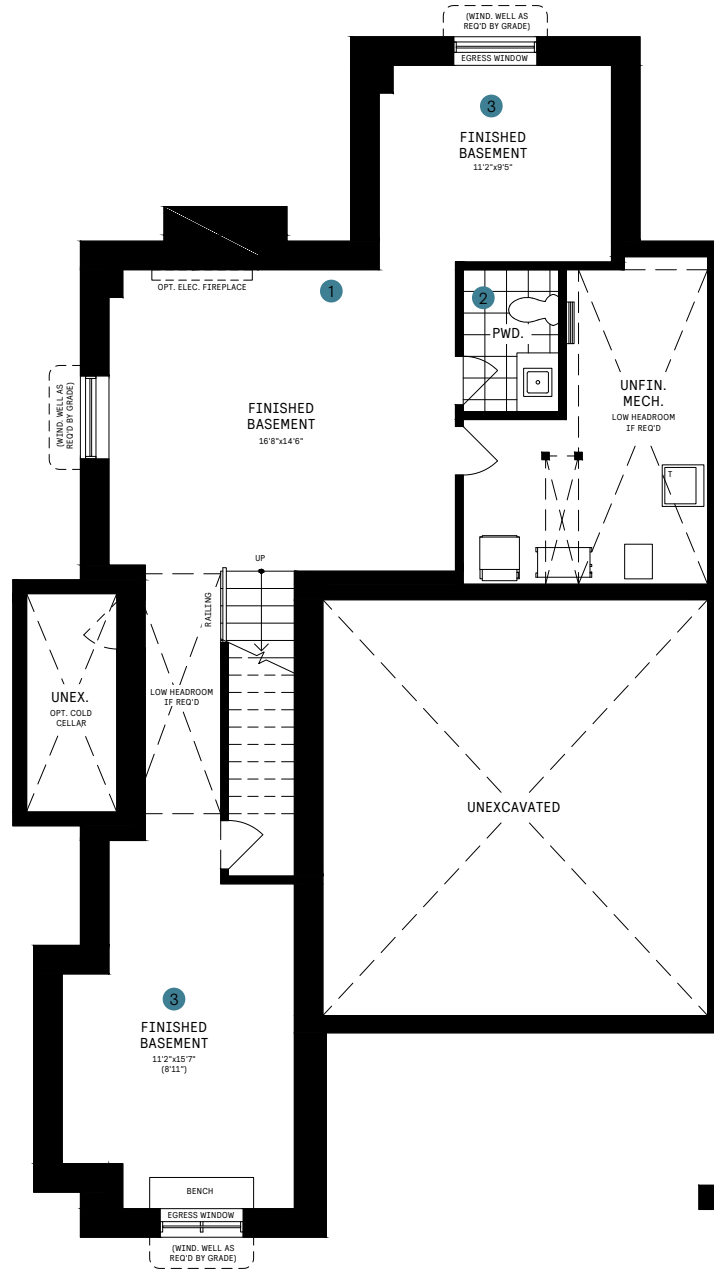 (WIND. WELL AS
REQ'D BY GRADE)
EGRESS WINDOW
3
FINISHED
BASEMENT
11'2"x9'5"
OPT. ELEC. FIREPLACE
1
2
PWD.
(WIND. WELL AS
REQ'D BY GRADE)
FINISHED
BASEMENT
16'8"x14'6"
UNFIN.
MECH.
LOW HEADROOM
IF REQ'D
T
UP
RAILING
UNEX.
OPT. COLD
CELLAR
LOW HEADROOM
IF REQ'D
UNEXCAVATED
3
FINISHED
BASEMENT
11'2"x15'7"
(8'11")
BENCH
EGRESS WINDOW
(WIND. WELL AS
REQ'D BY GRADE)